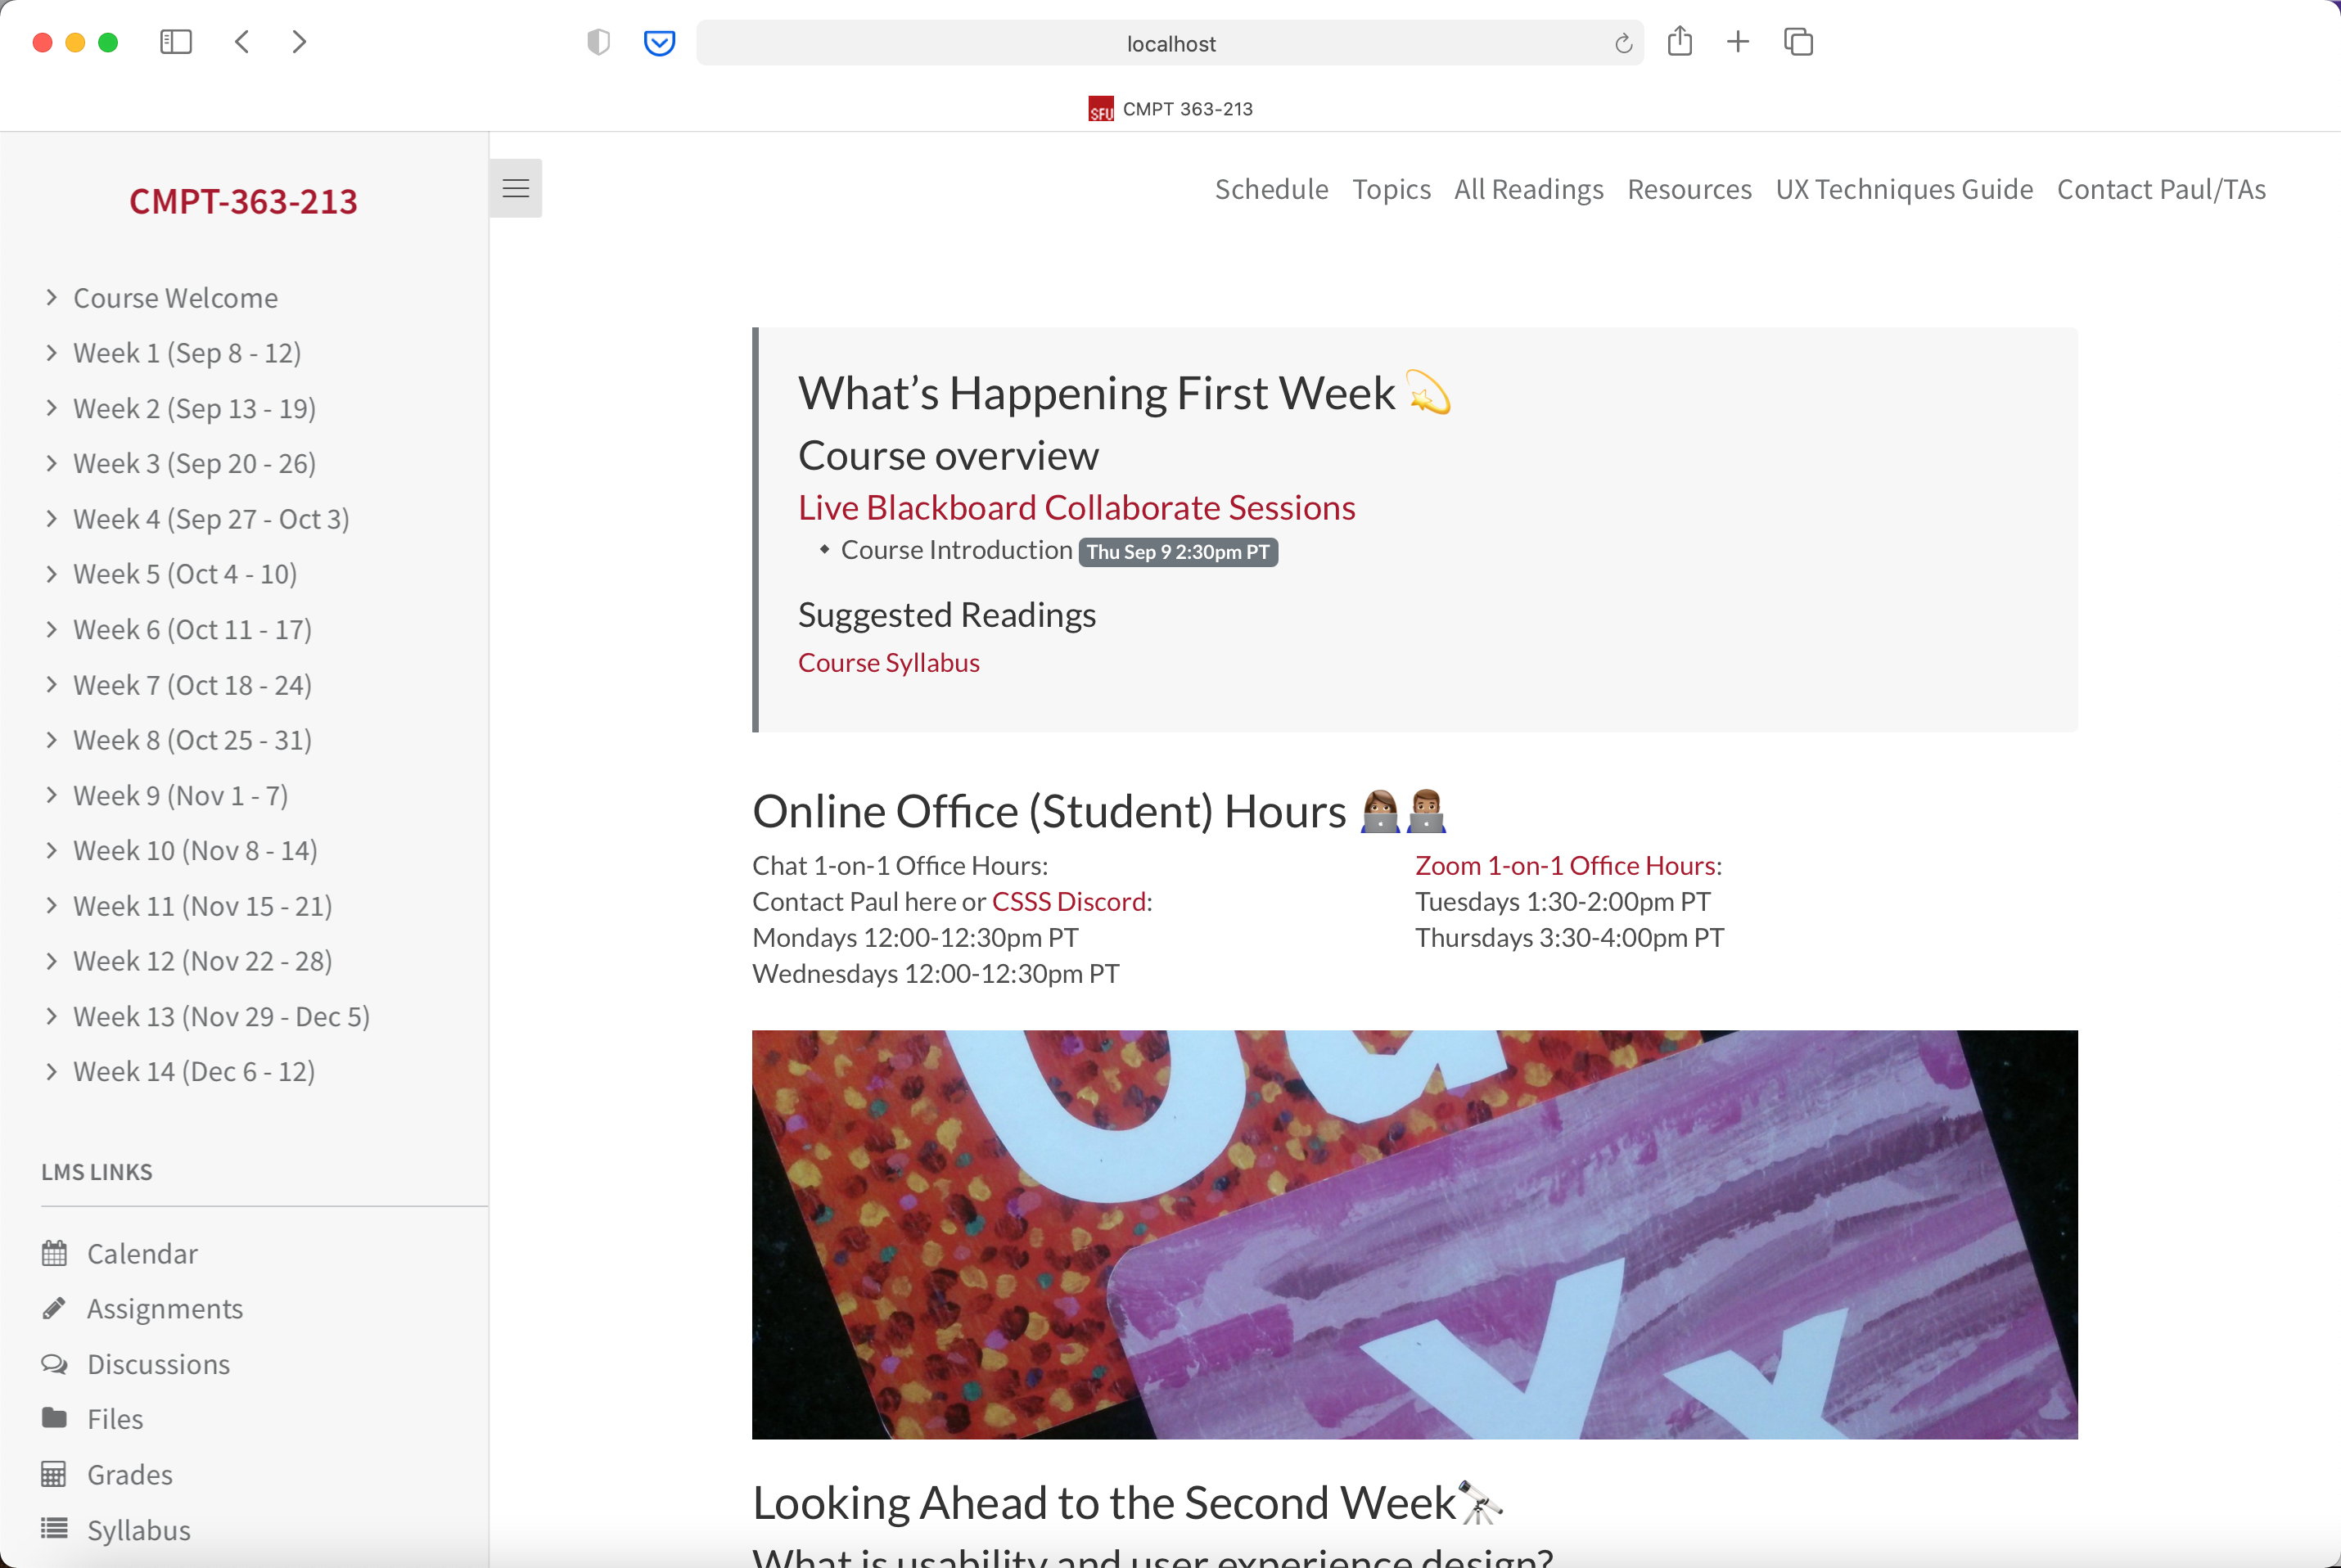 localhost
SFU CMPT 363-213
CMPT-363-213
Course Welcome
Week 1 (Sep 8 - 12)
Week 2 (Sep 13 - 19)
Week 3 (Sep 20 - 26)
Week 4 (Sep 27 - Oct 3)
Week 5 (Oct 4 - 10)
Week 6 (Oct 11 - 17)
Week 7 (Oct 18 - 24)
Week 8 (Oct 25 - 31)
Week 9 (Nov 1 - 7)
Week 10 (Nov 8 - 14)
Week 11 (Nov 15 - 21)
Week 12 (Nov 22 - 28)
Week 13 (Nov 29 - Dec 5)
Week 14 (Dec 6 - 12)
LMS LINKS
Calendar
Assignments
Discussions
Files
Grades
Syllabus
Schedule Topics All Readings Resources UX Techniques Guide Contact Paul/TAs
What’s Happening First Week 💫
Course overview
Live Blackboard Collaborate Sessions
Course Introduction Thu Sep 9 2:30pm PT
Suggested Readings
Course Syllabus
Online Office (Student) Hours 👩🏽‍💻👨🏽‍💻
Chat 1-on-1 Office Hours:
Contact Paul here or CSSS Discord:
Mondays 12:00-12:30pm PT
Wednesdays 12:00-12:30pm PT
Zoom 1-on-1 Office Hours:
Tuesdays 1:30-2:00pm PT
Thursdays 3:30-4:00pm PT
Uu
Xx
Looking Ahead to the Second Week🔭
What is usability and user experience design?